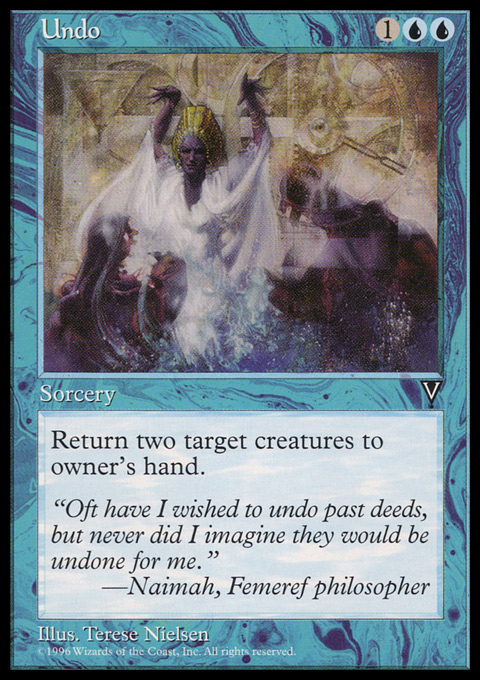 Undo 1
Sorcery V
Return two target creatures to
owner's hand.
“Oft have I wished to undo past deeds,
but never did I imagine they would be
undone for me.”
—Naimah, Femeref philosopher
Illus. Terese Nielsen
©1996 Wizards of the Coast, Inc. All rights reserved.